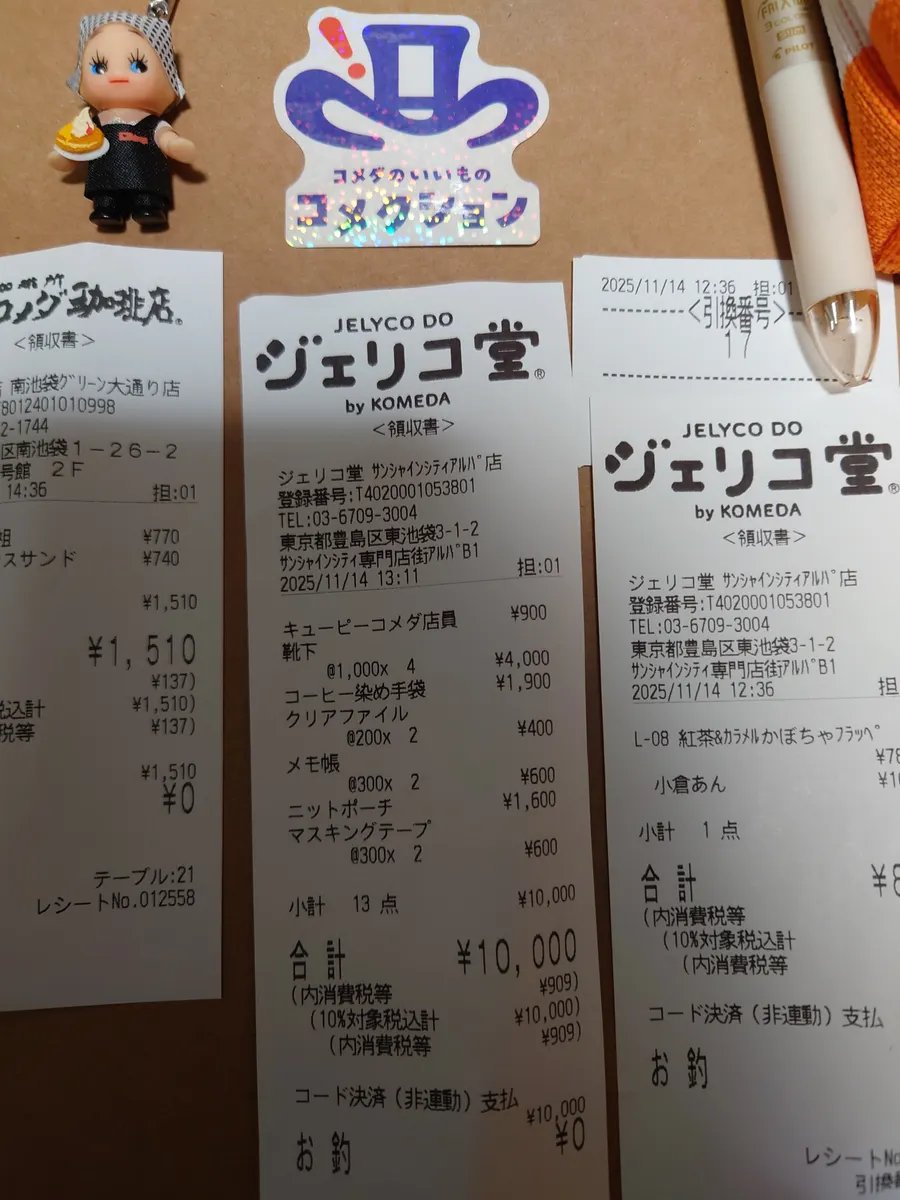 コメダのいいもの
コメクション
PILOT
珈琲店
<領収書>
南池袋グリーン大通り店
8012401010998
2-1744
区南池袋1-26-2
号館 2F
14:36 担:01
¥770
スサンド ¥740
¥1,510
¥1,510
¥137)
税込計 ¥1,510)
税等 ¥137)
¥1,510
¥0
テーブル:21
レシートNo.012558
JELYCO DO
ジェリコ堂®
by KOMEDA
<領収書>
ジェリコ堂 サンシャインシティアルパ店
登録番号:T4020001053801
TEL:03-6709-3004
東京都豊島区東池袋3-1-2
サンシャインシティ専門店街アルパB1
2025/11/14 13:11 担:01
キューピーコメダ店員 ¥900
靴下
@1,000x 4 ¥4,000
コーヒー染め手袋 ¥1,900
クリアファイル
@200x 2 ¥400
メモ帳
@300x 2 ¥600
ニットポーチ ¥1,600
マスキングテープ
@300x 2 ¥600
小計 13 点 ¥10,000
合計 ¥10,000
(内消費税等 ¥909)
(10%対象税込計 ¥10,000)
(内消費税等 ¥909)
コード決済(非連動)支払
¥10,000
お釣 ¥0
2025/11/14 12:36 担:01
<引換番号>
17
JELYCO DO
ジェリコ堂®
by KOMEDA
<領収書>
ジェリコ堂 サンシャインシティアルパ店
登録番号:T4020001053801
TEL:03-6709-3004
東京都豊島区東池袋3-1-2
サンシャインシティ専門店街アルパB1
2025/11/14 12:36 担
L-08 紅茶&カラメルかぼちゃフラッペ
¥78
小倉あん ¥10
小計 1 点
合計 ¥8
(内消費税等
(10%対象税込計
(内消費税等
コード決済(非連動)支払
お釣
レシートNo
引換